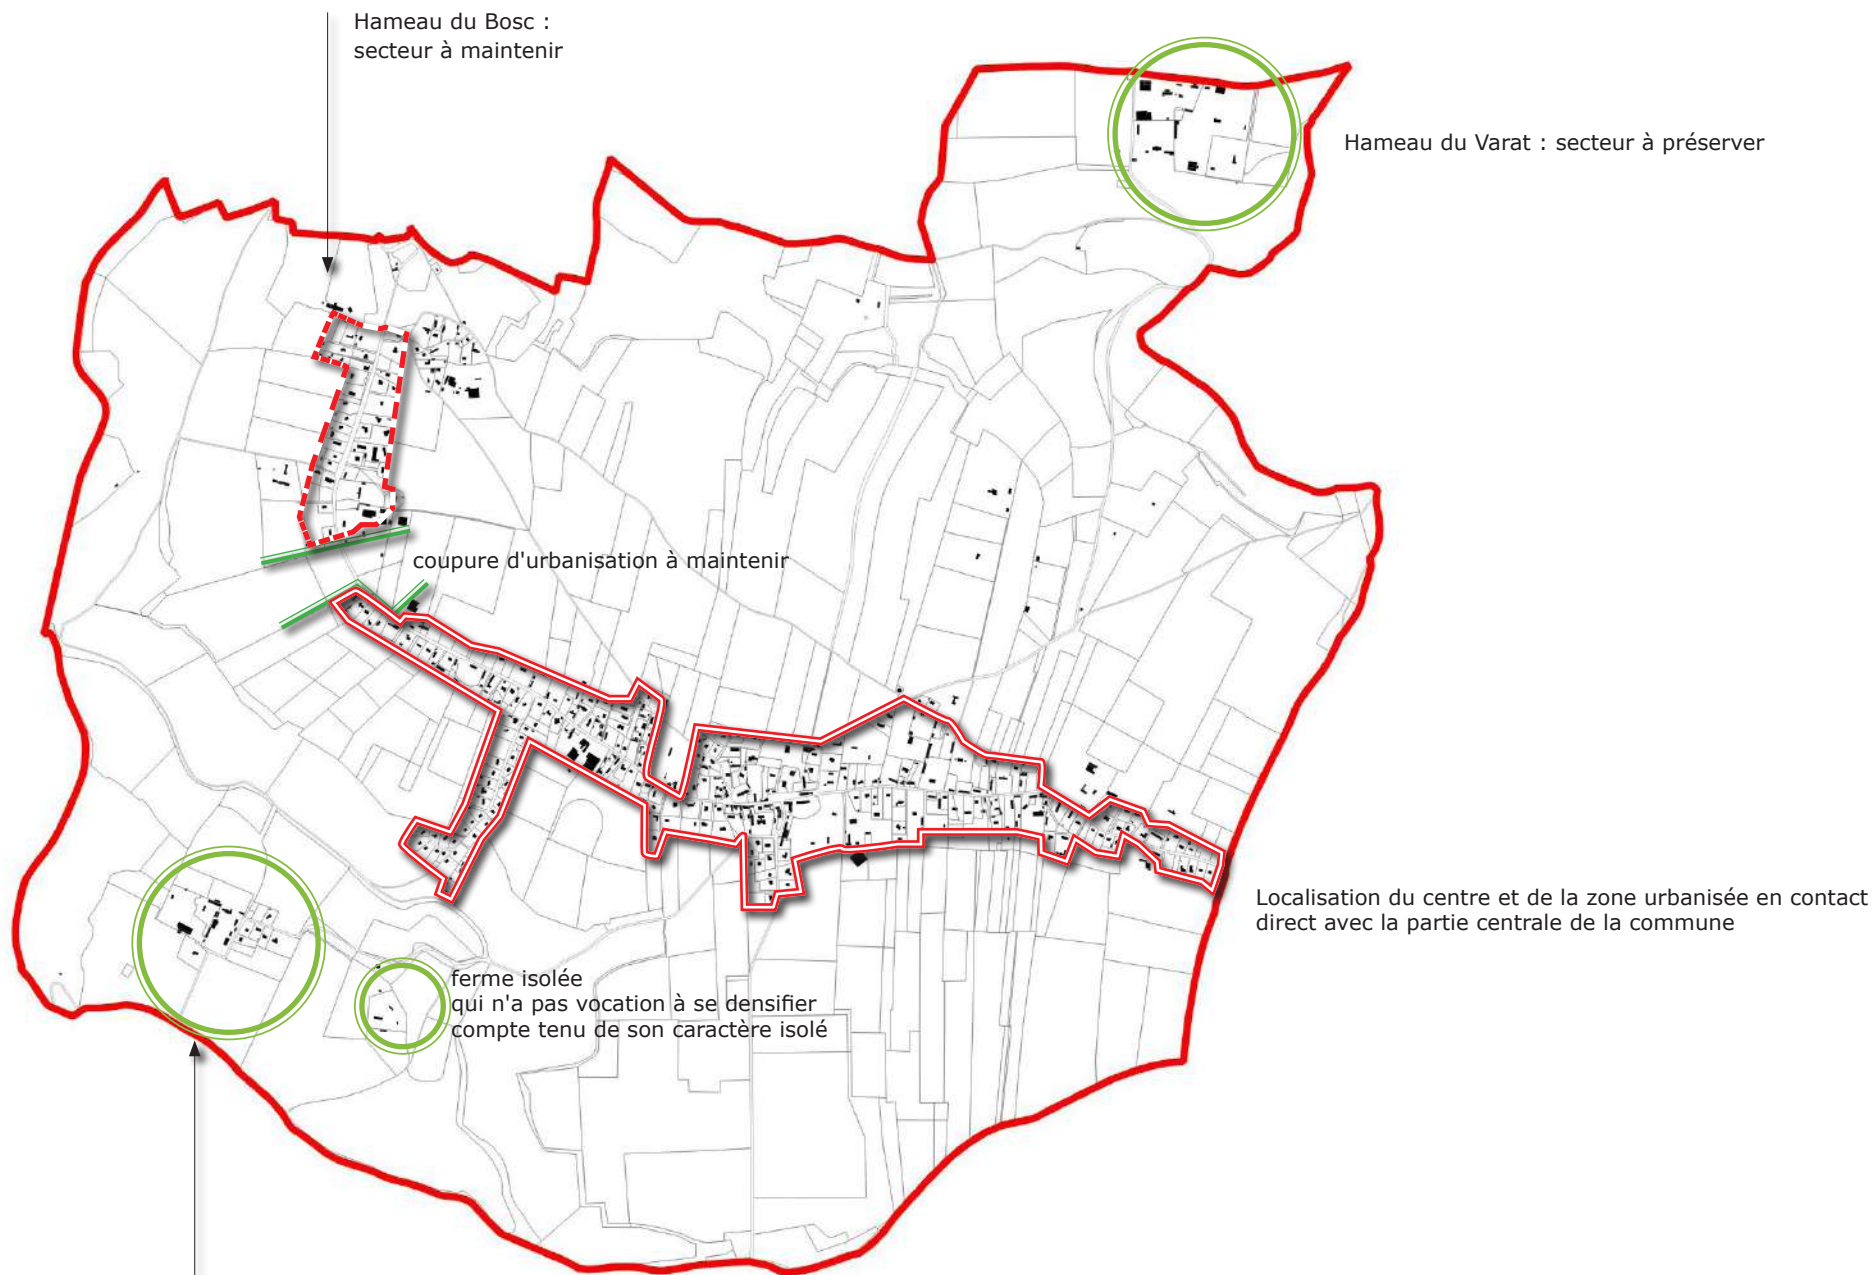 Hameau du Bosc :
secteur à maintenir
Hameau du Varat : secteur à préserver
coupure d'urbanisation à maintenir
Localisation du centre et de la zone urbanisée en contact
direct avec la partie centrale de la commune
ferme isolée
qui n'a pas vocation à se densifier
compte tenu de son caractère isolé